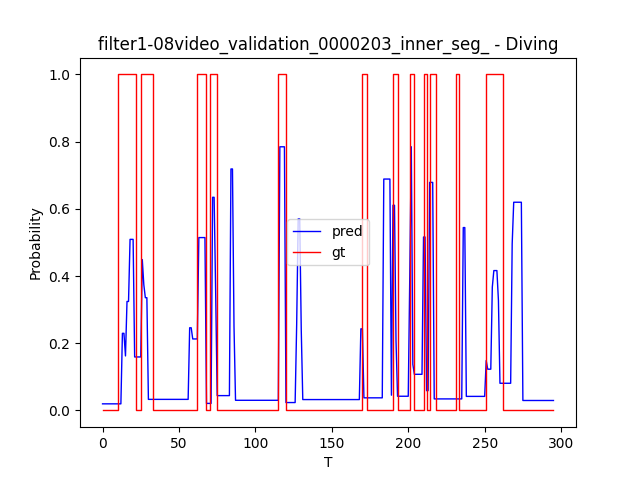 filter1-08video_validation_0000203_inner_seg_ - Diving
1.0
0.8
0.6
0.4
0.2
0.0
Probability
pred
gt
0 50 100 150 200 250 300
T